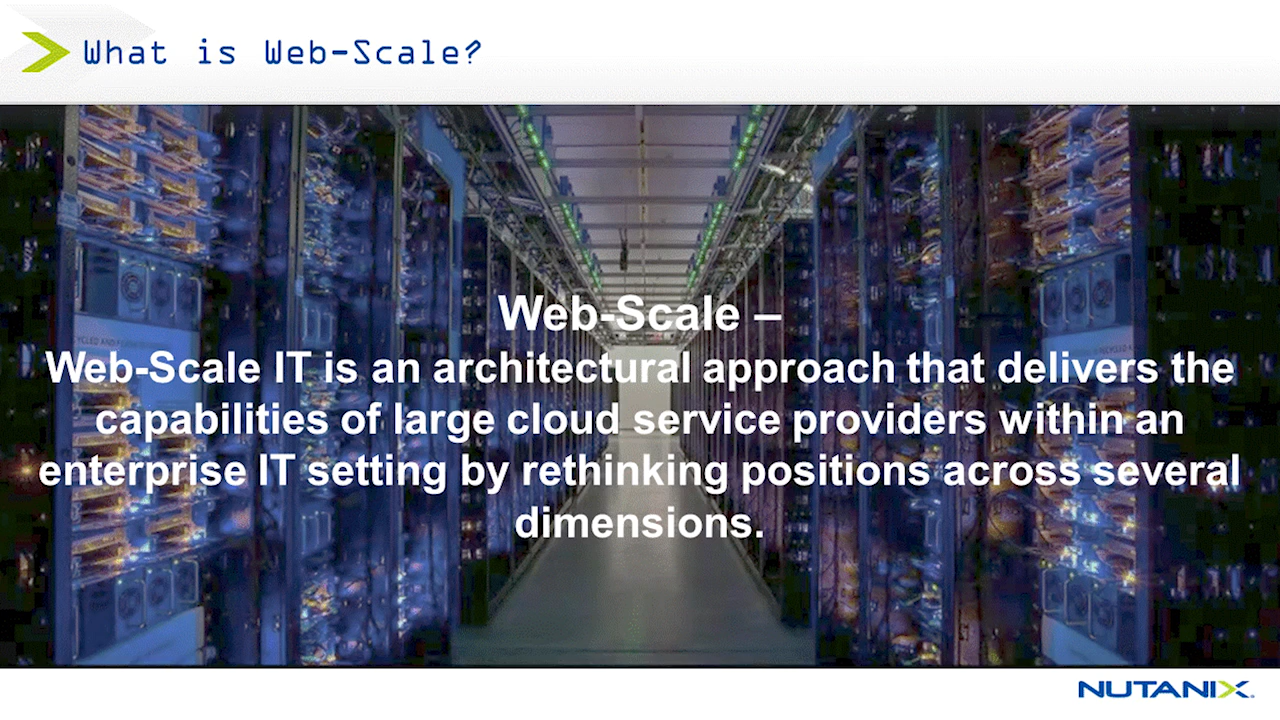 What is Web-Scale?
Web-Scale –
Web-Scale IT is an architectural approach that delivers the
capabilities of large cloud service providers within an
enterprise IT setting by rethinking positions across several
dimensions.
NUTANIX